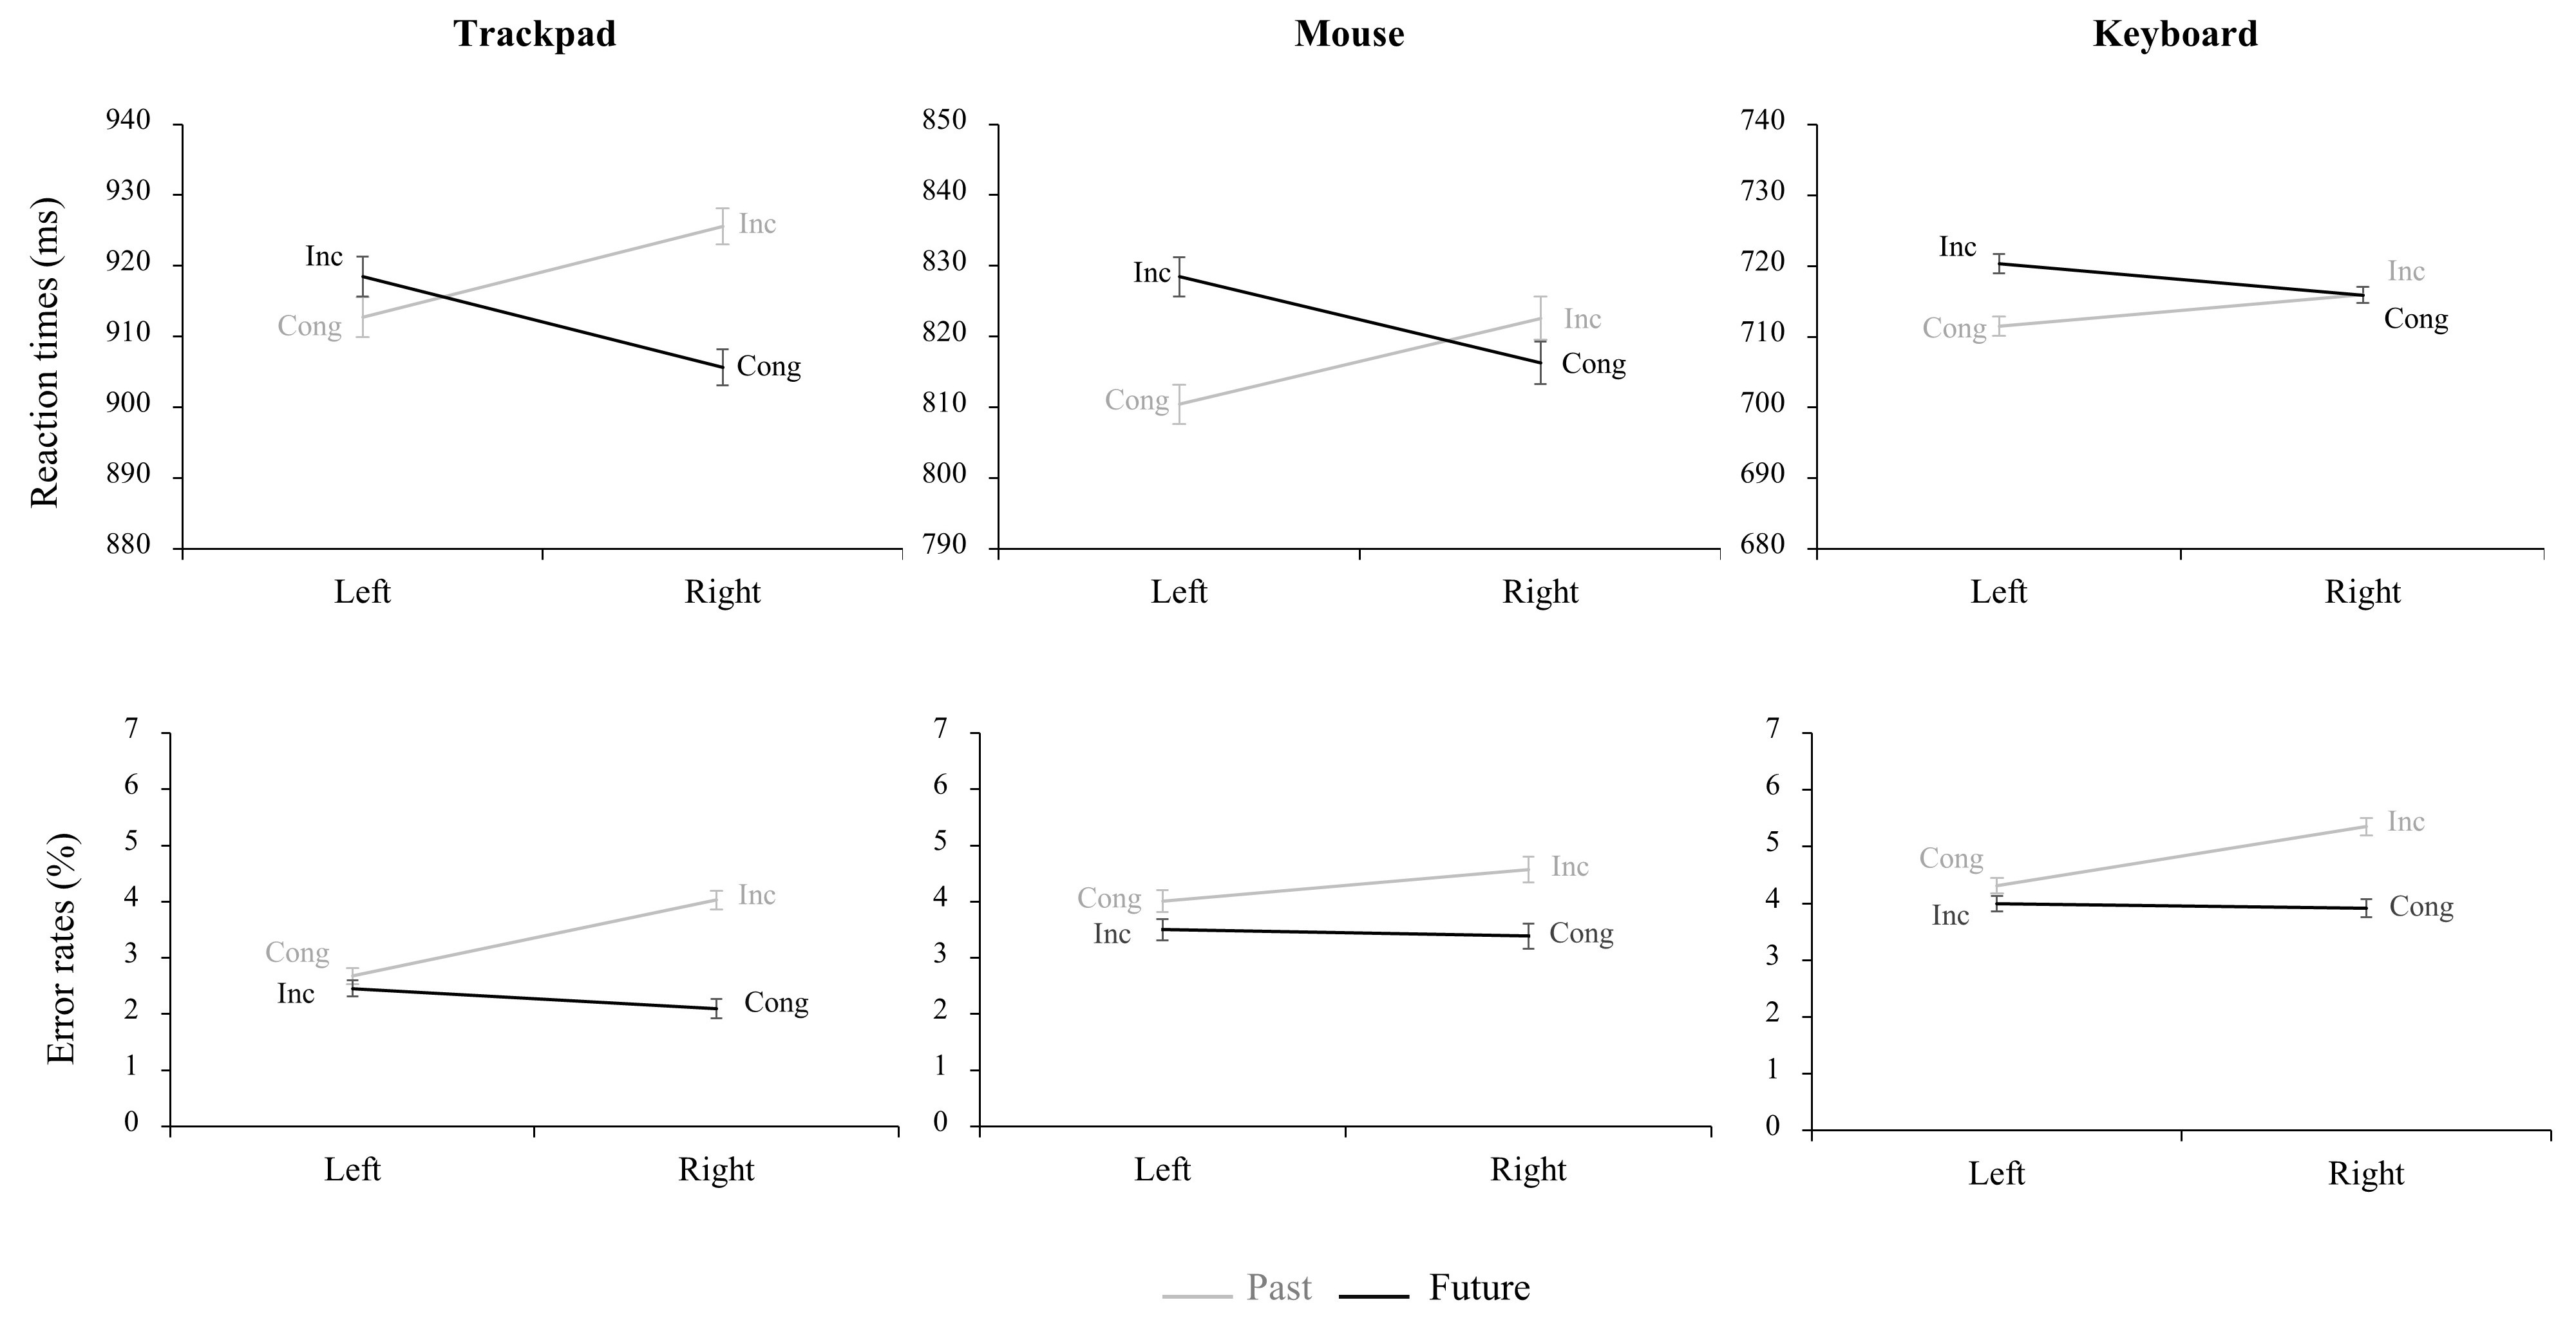 Trackpad
Mouse
Keyboard
Reaction times (ms)
940
930
920
910
900
890
880
Inc
Cong
Inc
Cong
Left
Right
850
840
830
820
810
800
790
Inc
Cong
Inc
Cong
Left
Right
740
730
720
710
700
690
680
Inc
Cong
Inc
Cong
Left
Right
Error rates (%)
7
6
5
4
3
2
1
0
Cong
Inc
Inc
Cong
Left
Right
7
6
5
4
3
2
1
0
Cong
Inc
Inc
Cong
Left
Right
7
6
5
4
3
2
1
0
Cong
Inc
Inc
Cong
Left
Right
Past
Future